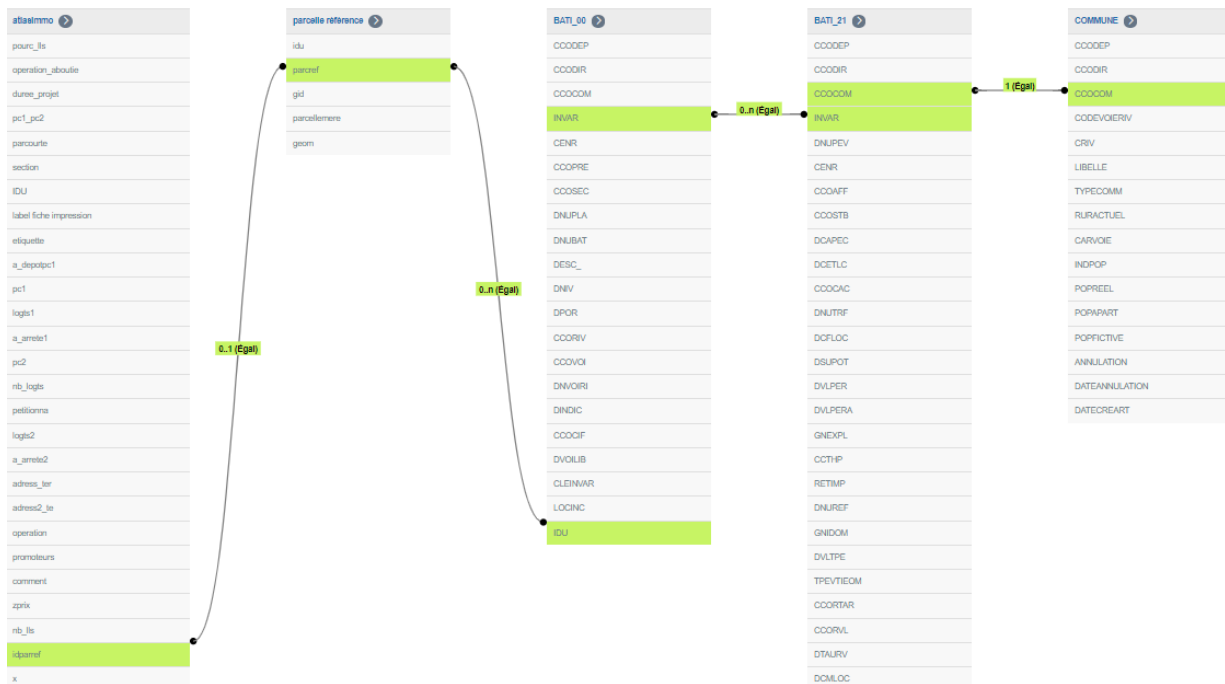 atlasimmo
pourc_lls
operation_aboutie
duree_projet
pc1_pc2
parcourte
section
IDU
label fiche impression
etiquette
a_depotpc1
pc1
logts1
a_arrete1
pc2
nb_logts
petitionna
logts2
a_arrete2
adress_ter
adress2_te
operation
promoteurs
comment
zprix
nb_lls
idparref
x
0..1 (Égal)
parcelle référence
idu
parcref
gid
parcellemere
geom
0..n (Égal)
BATI_00
CCODEP
CCODIR
CCOCOM
INVAR
CENR
CCOPRE
CCOSEC
DNUPLA
DNUBAT
DESC_
DNIV
DPOR
CCORIV
CCOVOI
DNVOIRI
DINDIC
CCOCIF
DVOILIB
CLEINVAR
LOCINC
IDU
0..n (Égal)
BATI_21
CCODEP
CCODIR
CCOCOM
INVAR
DNUPEV
CENR
CCOAFF
CCOSTB
DCAPEC
DCETLC
CCOCAC
DNUTRF
DCFLOC
DSUPOT
DVLPER
DVLPERA
GNEXPL
CCTHP
RETIMP
DNUREF
GNIDOM
DVLTPE
TPEVTIEOM
CCORTAR
CCORVL
DTAURV
DCMLOC
1 (Égal)
COMMUNE
CCODEP
CCODIR
CCOCOM
CODEVOIERIV
CRIV
LIBELLE
TYPECOMM
RURACTUEL
CARVOIE
INDPOP
POPREEL
POPAPART
POPFICTIVE
ANNULATION
DATEANNULATION
DATECREART